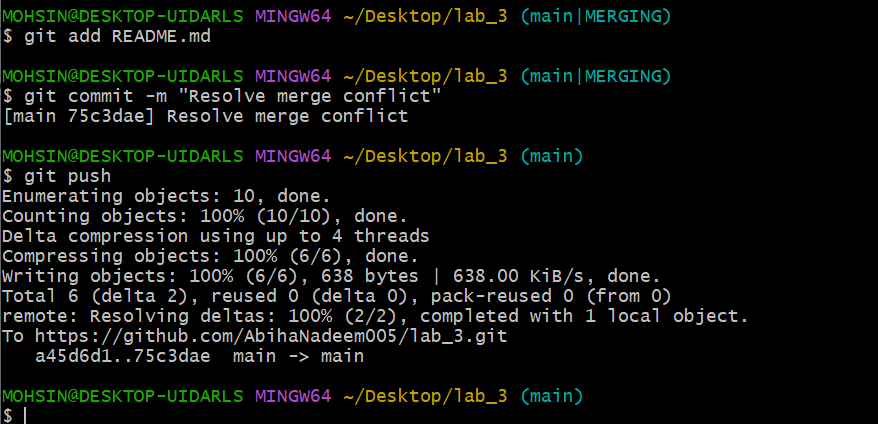 MOHSIN@DESKTOP-UIDARLS MINGW64 ~/Desktop/lab_3 (main|MERGING)
$ git add README.md
MOHSIN@DESKTOP-UIDARLS MINGW64 ~/Desktop/lab_3 (main|MERGING)
$ git commit -m "Resolve merge conflict"
[main 75c3dae] Resolve merge conflict
MOHSIN@DESKTOP-UIDARLS MINGW64 ~/Desktop/lab_3 (main)
$ git push
Enumerating objects: 10, done.
Counting objects: 100% (10/10), done.
Delta compression using up to 4 threads
Compressing objects: 100% (6/6), done.
Writing objects: 100% (6/6), 638 bytes | 638.00 KiB/s, done.
Total 6 (delta 2), reused 0 (delta 0), pack-reused 0 (from 0)
remote: Resolving deltas: 100% (2/2), completed with 1 local object.
To https://github.com/AbihaNadeem005/lab_3.git
   a45d6d1..75c3dae  main -> main
MOHSIN@DESKTOP-UIDARLS MINGW64 ~/Desktop/lab_3 (main)
$